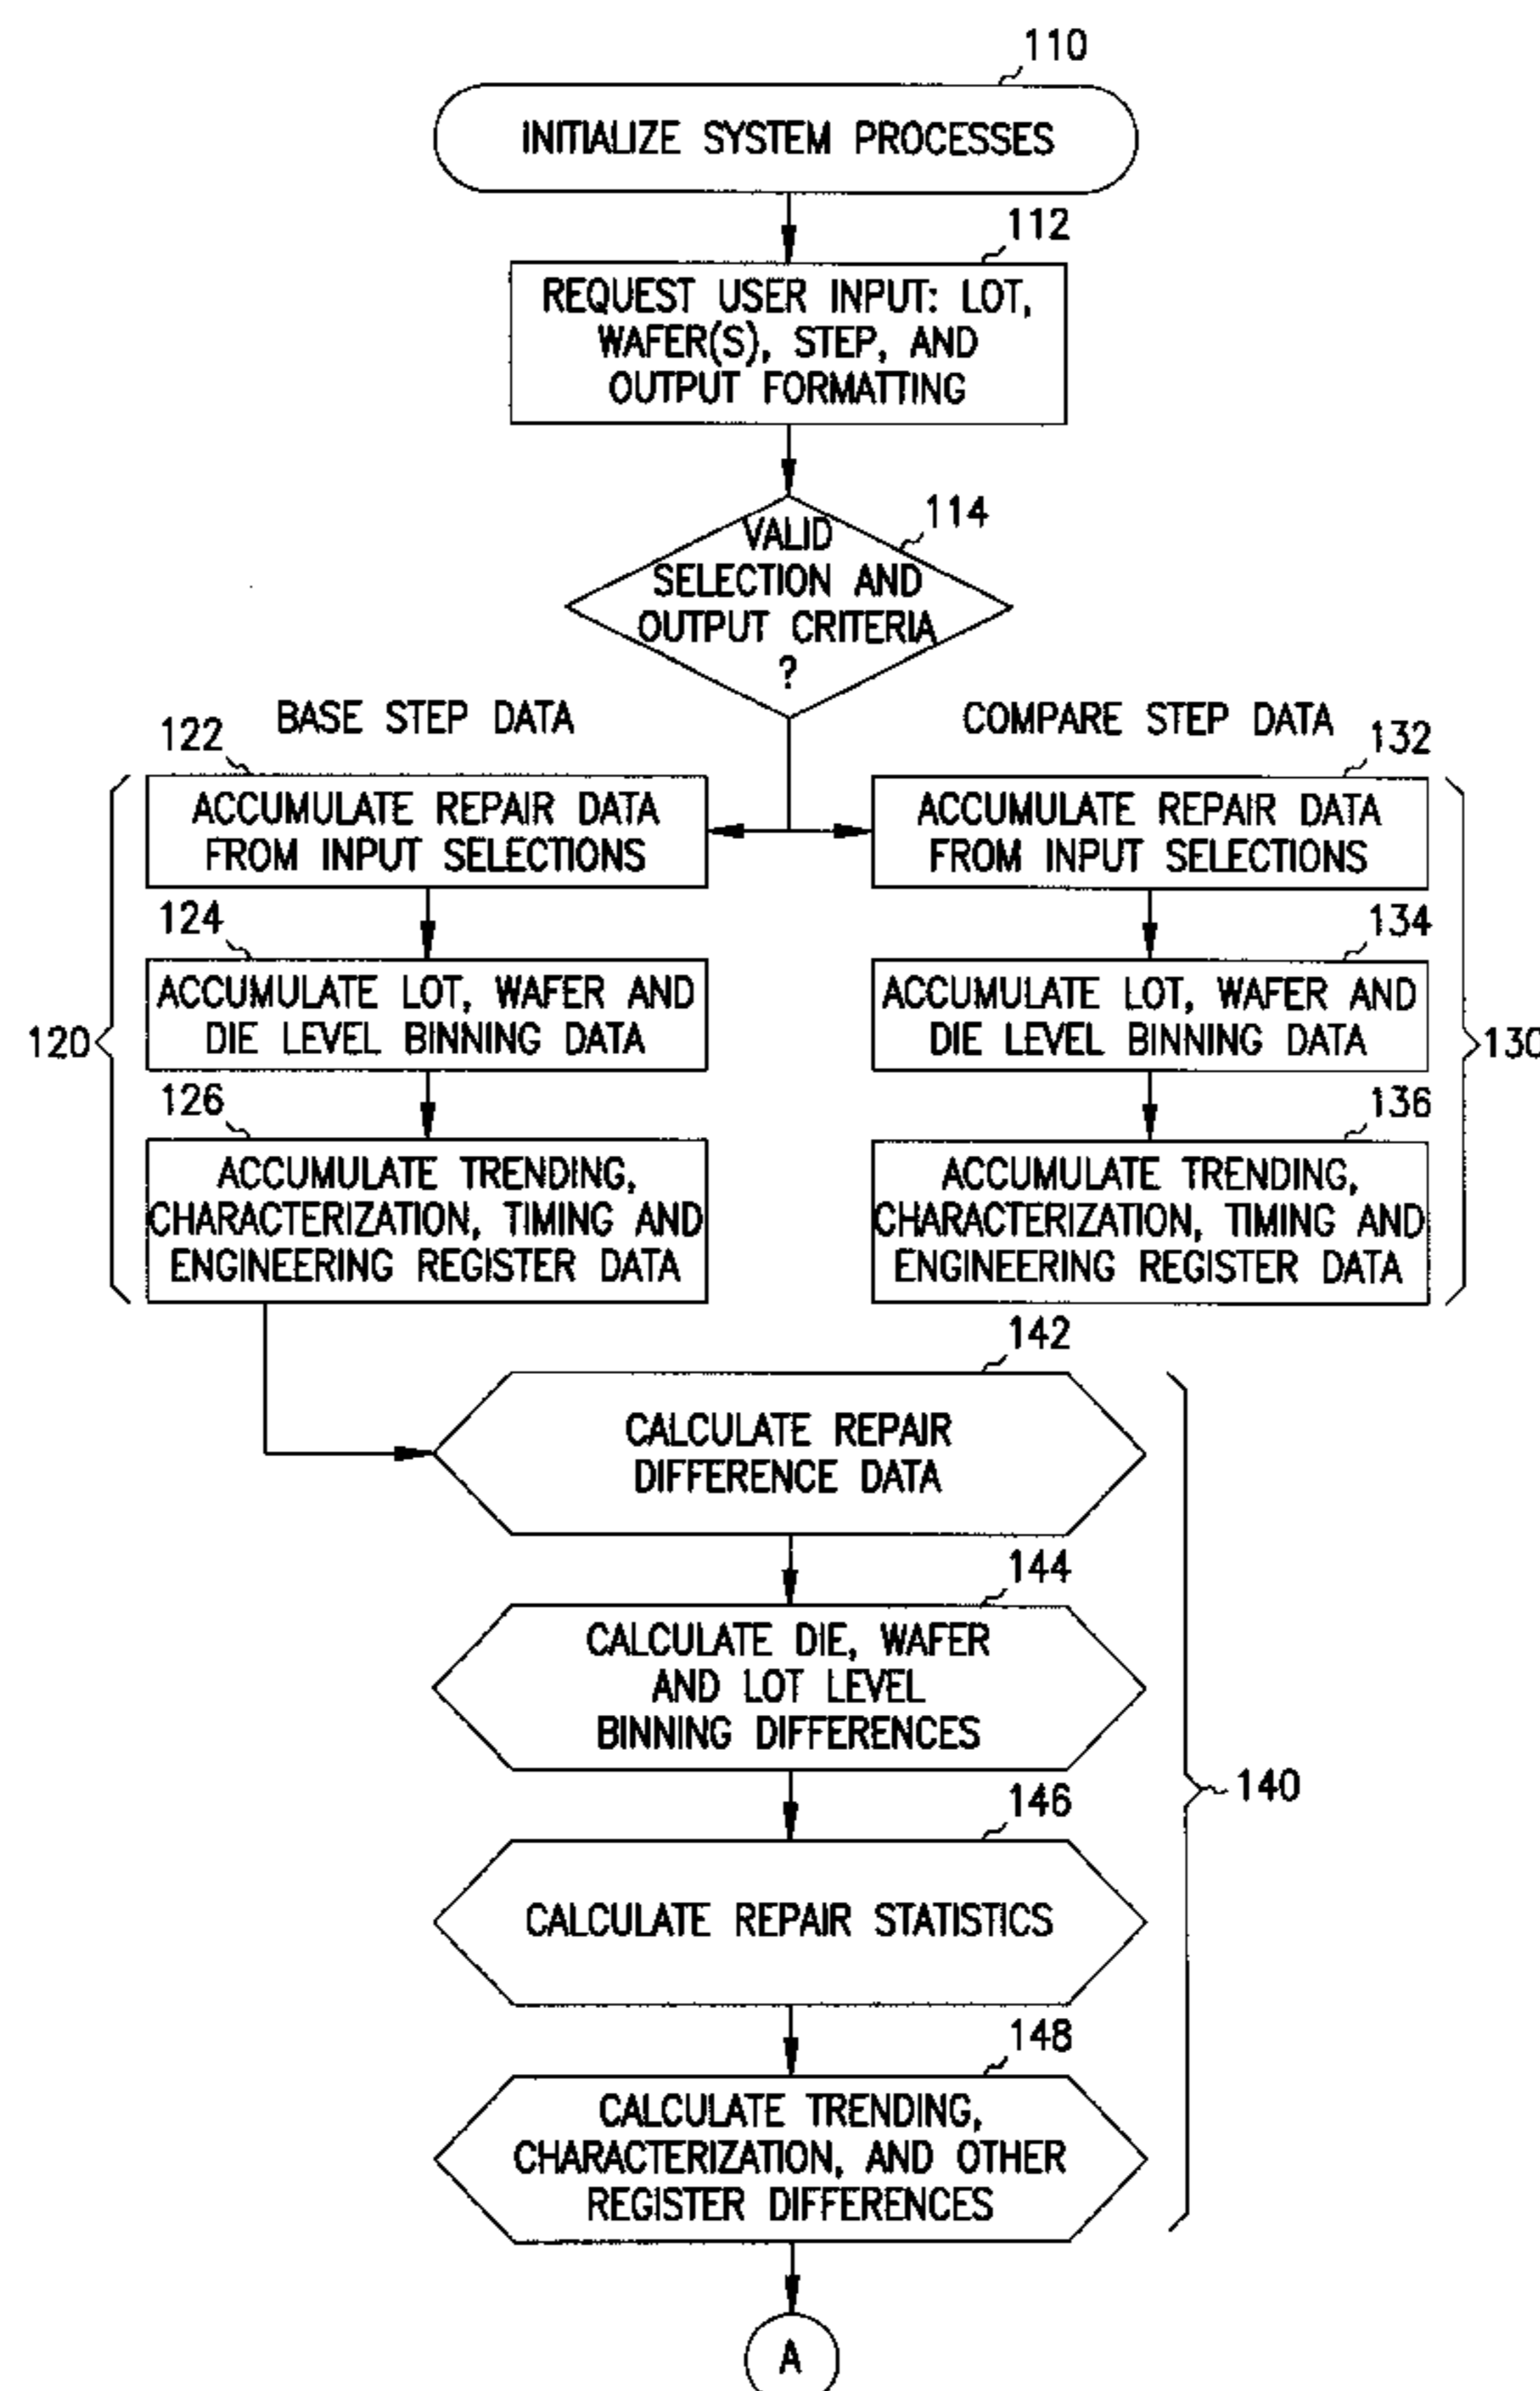 110
INITIALIZE SYSTEM PROCESSES
112
REQUEST USER INPUT: LOT,
WAFER(S), STEP, AND
OUTPUT FORMATTING
114
VALID
SELECTION AND
OUTPUT CRITERIA
?
BASE STEP DATA
122
ACCUMULATE REPAIR DATA
FROM INPUT SELECTIONS
124
ACCUMULATE LOT, WAFER AND
DIE LEVEL BINNING DATA
120
126
ACCUMULATE TRENDING,
CHARACTERIZATION, TIMING AND
ENGINEERING REGISTER DATA
COMPARE STEP DATA
132
ACCUMULATE REPAIR DATA
FROM INPUT SELECTIONS
134
ACCUMULATE LOT, WAFER AND
DIE LEVEL BINNING DATA
130
136
ACCUMULATE TRENDING,
CHARACTERIZATION, TIMING AND
ENGINEERING REGISTER DATA
142
CALCULATE REPAIR
DIFFERENCE DATA
144
CALCULATE DIE, WAFER
AND LOT LEVEL
BINNING DIFFERENCES
140
146
CALCULATE REPAIR STATISTICS
148
CALCULATE TRENDING,
CHARACTERIZATION, AND OTHER
REGISTER DIFFERENCES
A